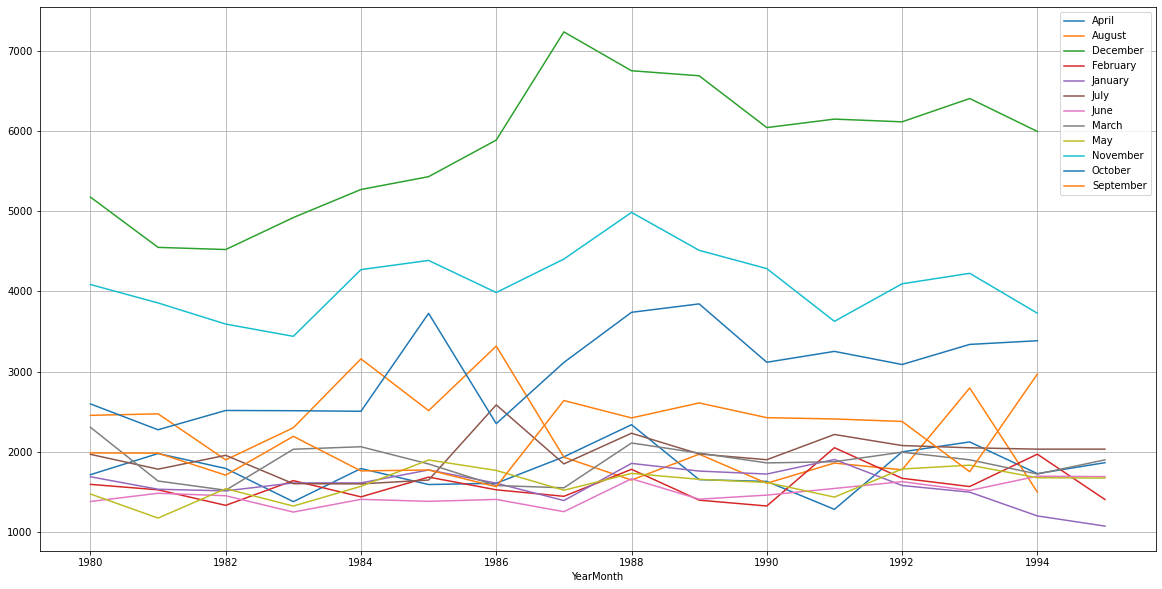 April
August
December
February
January
July
June
March
May
November
October
September
7000
6000
5000
4000
3000
2000
1000
1980 1982 1984 1986 1988 1990 1992 1994
YearMonth